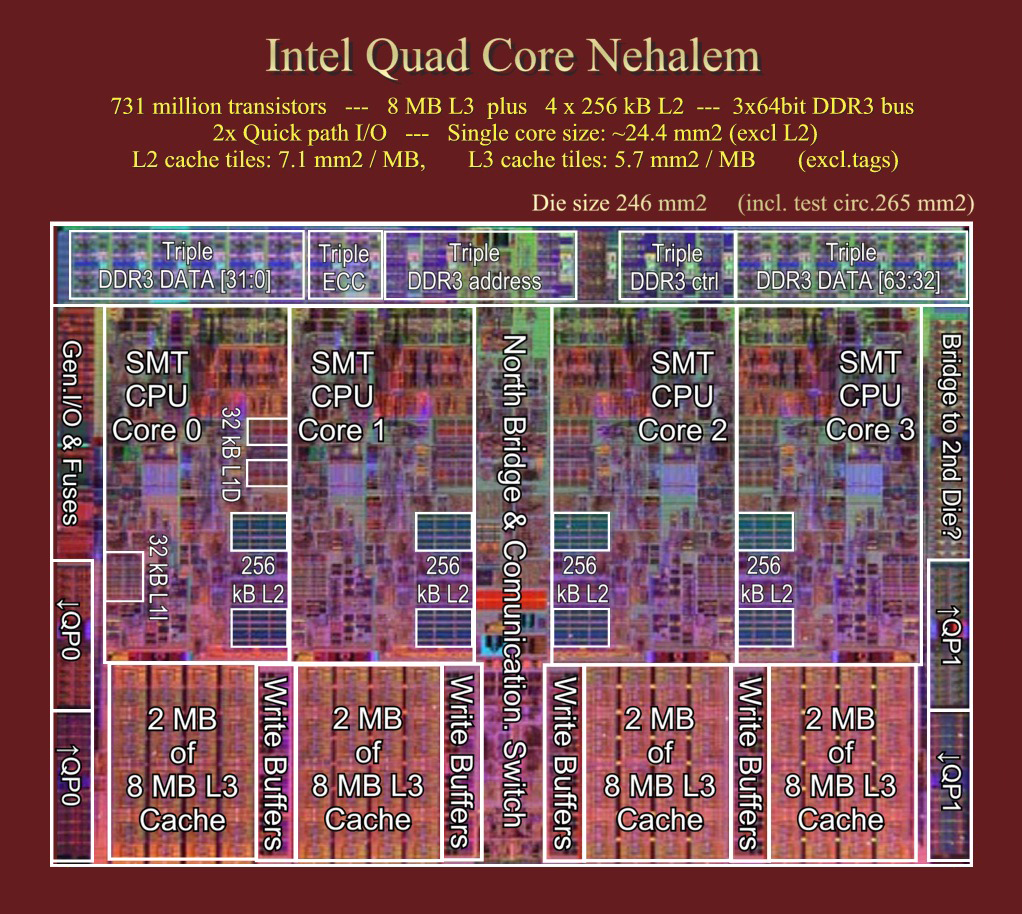 Intel Quad Core Nehalem
731 million transistors --- 8 MB L3 plus 4 x 256 kB L2 --- 3x64bit DDR3 bus
2x Quick path I/O --- Single core size: ~24.4 mm2 (excl L2)
L2 cache tiles: 7.1 mm2 / MB, L3 cache tiles: 5.7 mm2 / MB (excl.tags)
Die size 246 mm2 (incl. test circ.265 mm2)
Triple
DDR3 DATA [31:0]
Triple
ECC
Triple
DDR3 address
Triple
DDR3 ctrl
Triple
DDR3 DATA [63:32]
Gen.I/O & Fuses
SMT
CPU
Core 0
32 kB L1D
32 kB L1I
256
kB L2
SMT
CPU
Core 1
256
kB L2
North Bridge & Comunication. Switch
SMT
CPU
Core 2
256
kB L2
SMT
CPU
Core 3
256
kB L2
Bridge to 2nd Die?
↓QP0
↑QP0
2 MB
of
8 MB L3
Cache
Write Buffers
2 MB
of
8 MB L3
Cache
Write Buffers
Write Buffers
2 MB
of
8 MB L3
Cache
Write Buffers
2 MB
of
8 MB L3
Cache
↑QP1
↓QP1